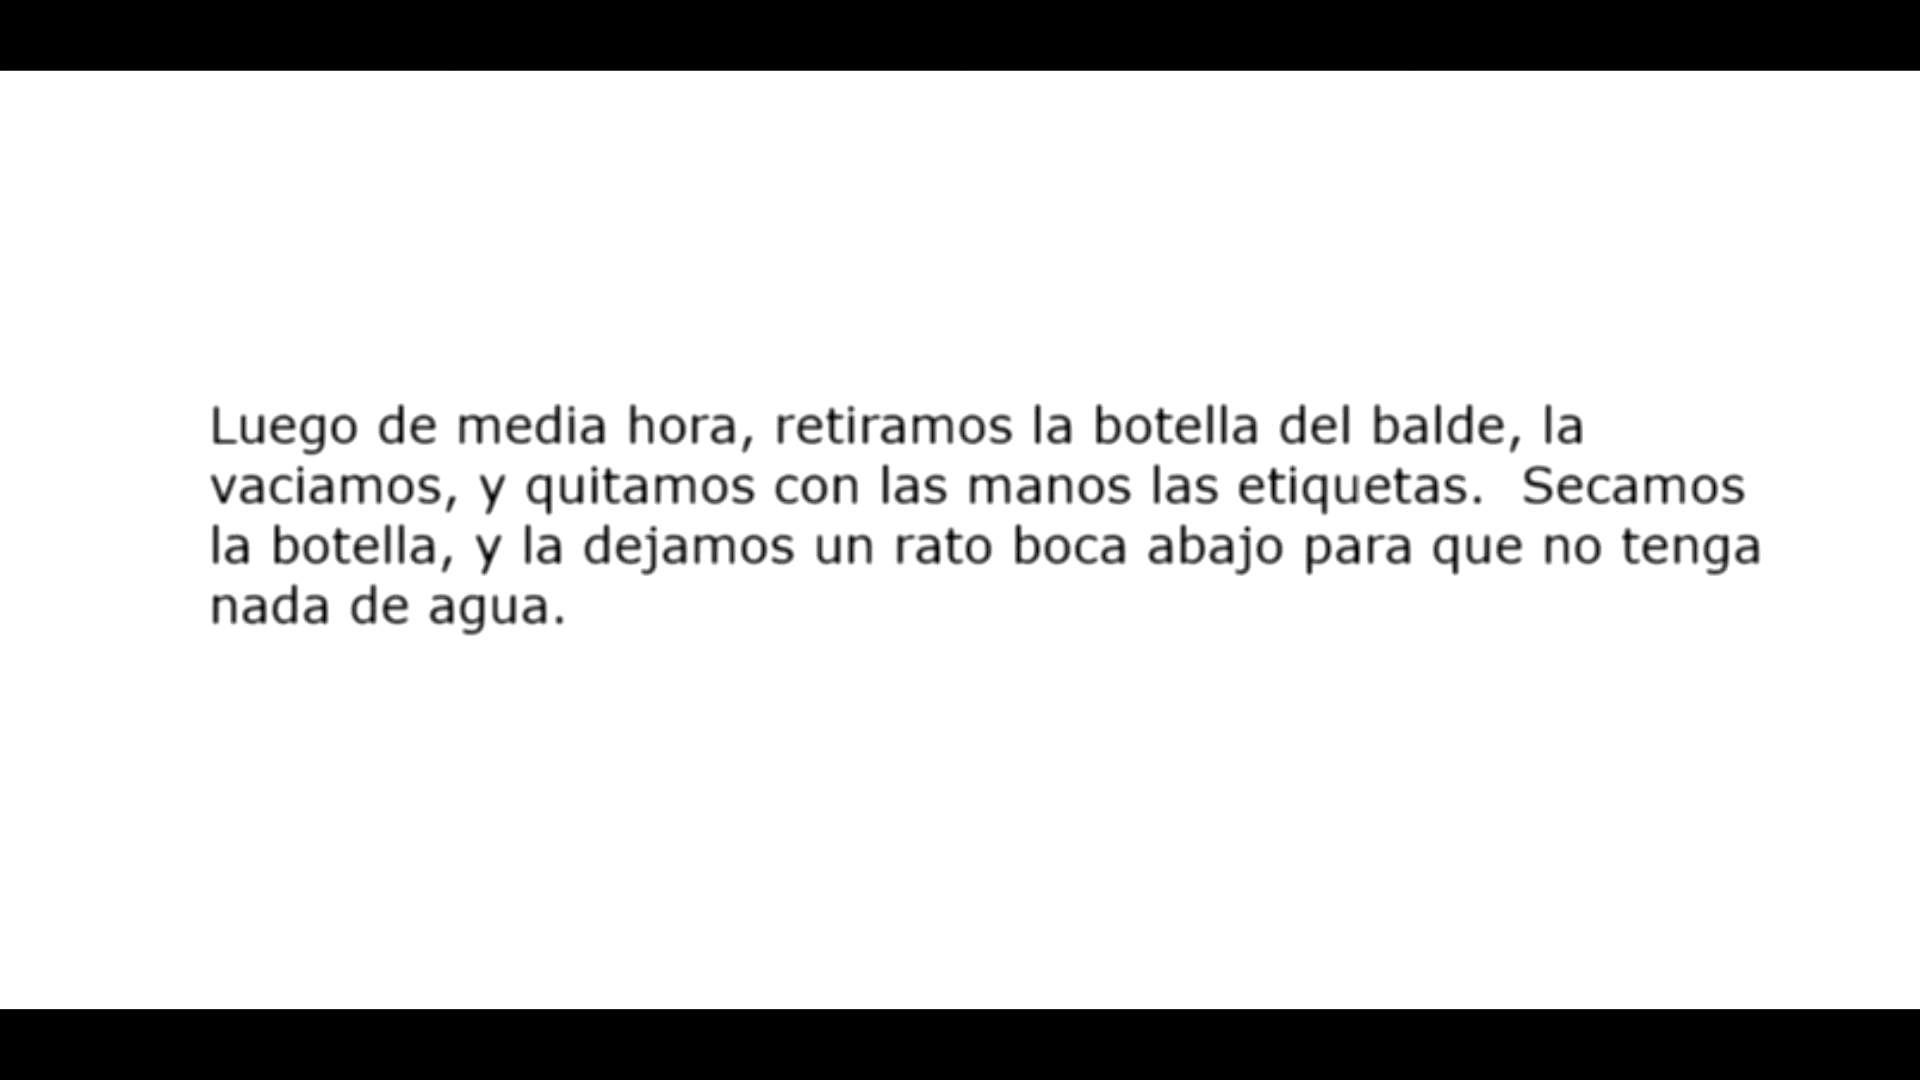 Luego de media hora, retiramos la botella del balde, la
vaciamos, y quitamos con las manos las etiquetas.  Secamos
la botella, y la dejamos un rato boca abajo para que no tenga
nada de agua.